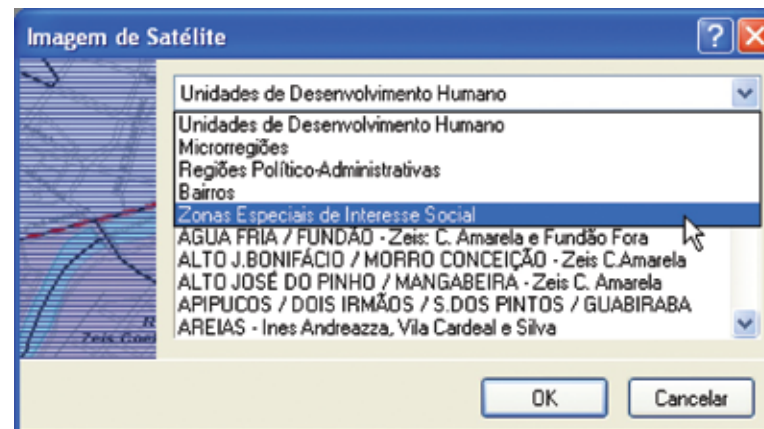 Imagem de Satélite
Unidades de Desenvolvimento Humano
Unidades de Desenvolvimento Humano
Microrregiões
Regiões Político-Administrativas
Bairros
Zonas Especiais de Interesse Social
AGUA FRIA / FUNDÃO - Zeis: C. Amarela e Fundão Fora
ALTO J.BONIFÁCIO / MORRO CONCEIÇÃO - Zeis C.Amarela
ALTO JOSÉ DO PINHO / MANGABEIRA - Zeis C. Amarela
APIPUCOS / DOIS IRMÃOS / S.DOS PINTOS / GUABIRABA
AREIAS - Ines Andreazza, Vila Cardeal e Silva
R
Zeis
OK
Cancelar